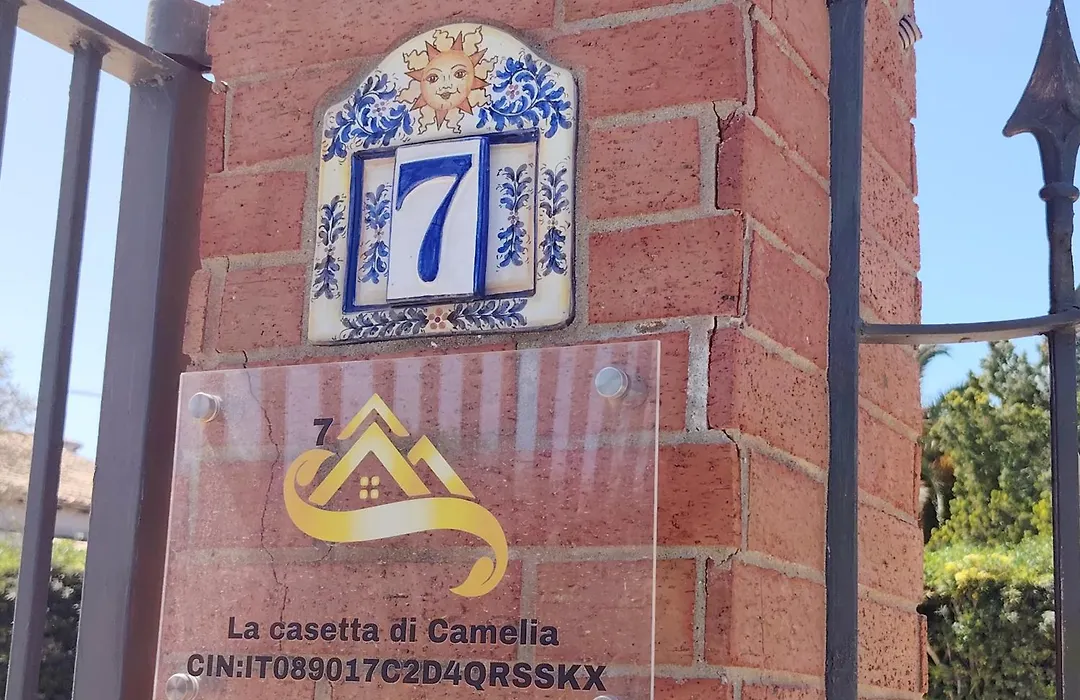 7
7
La casetta di Camelia
CIN:IT089017C2D4QRSSKX